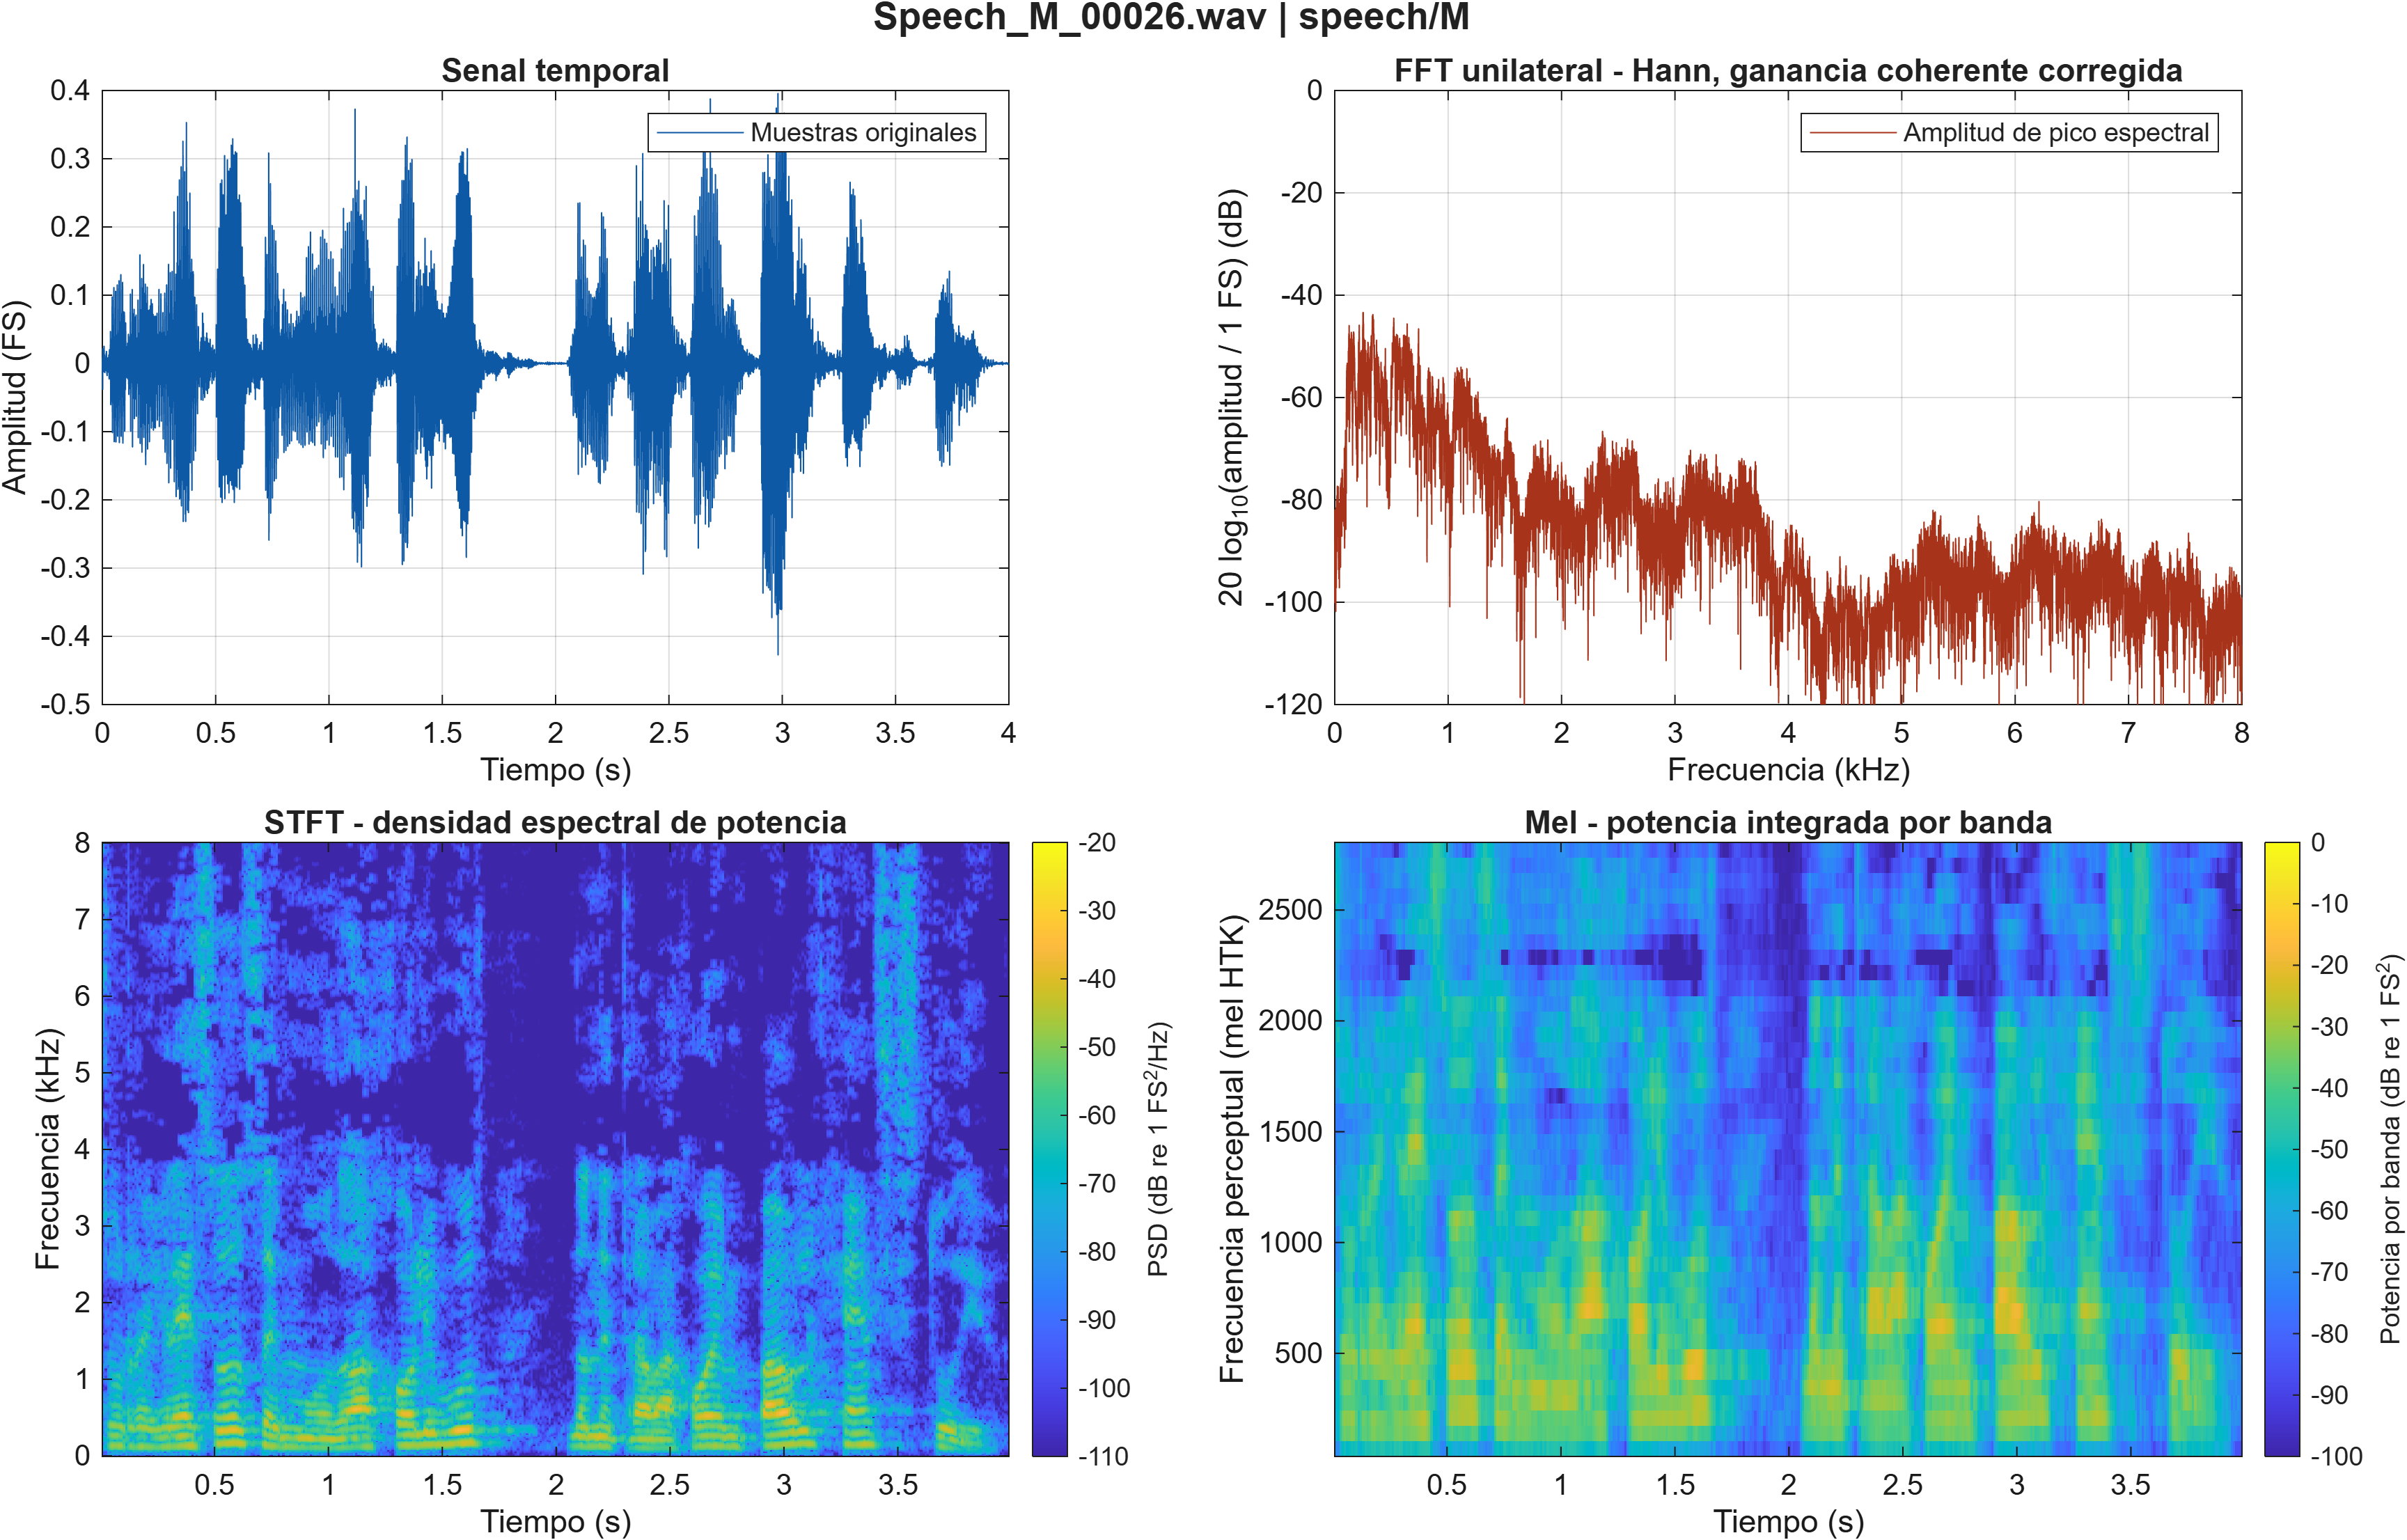 Speech_M_00026.wav | speech/M
Senal temporal
Muestras originales
Amplitud (FS)
0.4
0.3
0.2
0.1
0
-0.1
-0.2
-0.3
-0.4
-0.5
0 0.5 1 1.5 2 2.5 3 3.5 4
Tiempo (s)
FFT unilateral - Hann, ganancia coherente corregida
Amplitud de pico espectral
20 log10(amplitud / 1 FS) (dB)
0
-20
-40
-60
-80
-100
-120
0 1 2 3 4 5 6 7 8
Frecuencia (kHz)
STFT - densidad espectral de potencia
Frecuencia (kHz)
8
7
6
5
4
3
2
1
0
0.5 1 1.5 2 2.5 3 3.5
Tiempo (s)
-20
-30
-40
-50
-60
-70
-80
-90
-100
-110
PSD (dB re 1 FS²/Hz)
Mel - potencia integrada por banda
Frecuencia perceptual (mel HTK)
2500
2000
1500
1000
500
0.5 1 1.5 2 2.5 3 3.5
Tiempo (s)
0
-10
-20
-30
-40
-50
-60
-70
-80
-90
-100
Potencia por banda (dB re 1 FS²)